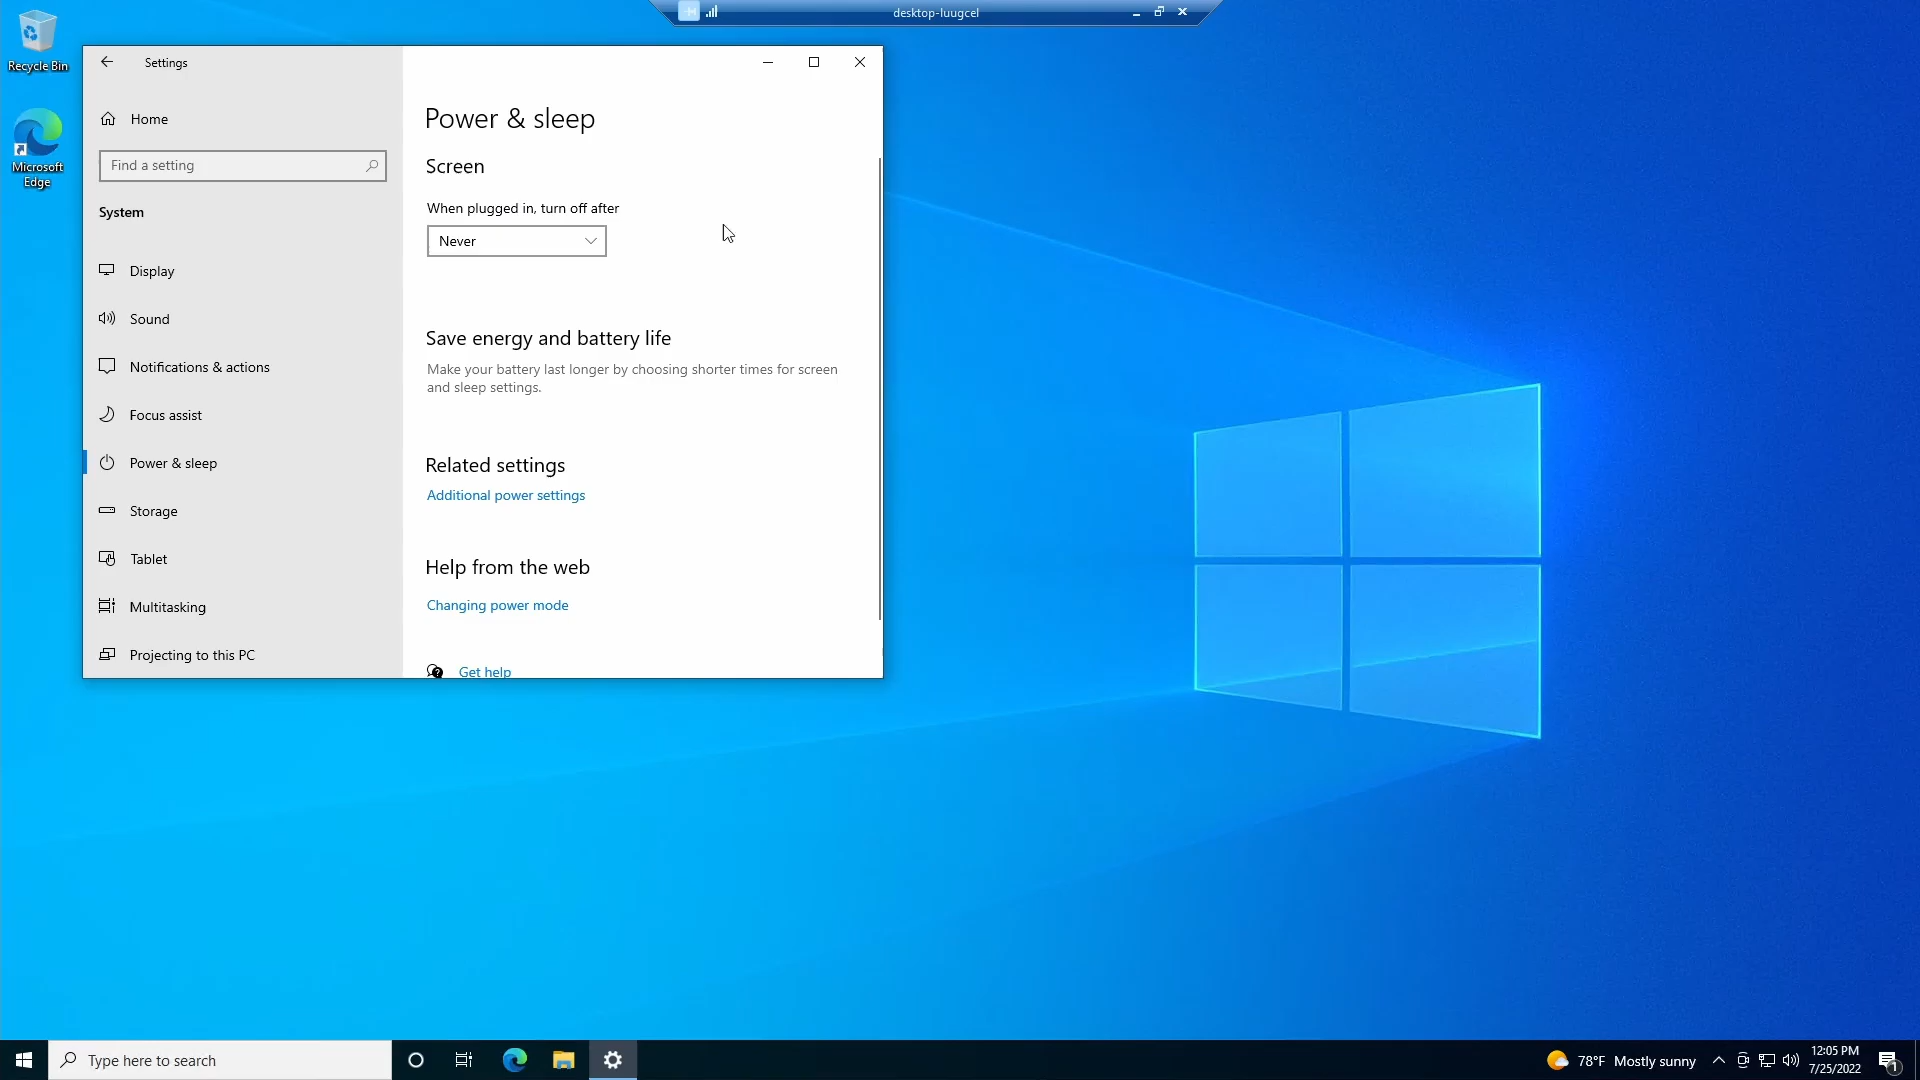 desktop-luugcel
Recycle Bin
Microsoft
Edge
Settings
Home
Find a setting
System
Display
Sound
Notifications & actions
Focus assist
Power & sleep
Storage
Tablet
Multitasking
Projecting to this PC
Power & sleep
Screen
When plugged in, turn off after
Never
Save energy and battery life
Make your battery last longer by choosing shorter times for screen
and sleep settings.
Related settings
Additional power settings
Help from the web
Changing power mode
Get help
Type here to search
78°F Mostly sunny
12:05 PM
7/25/2022
1